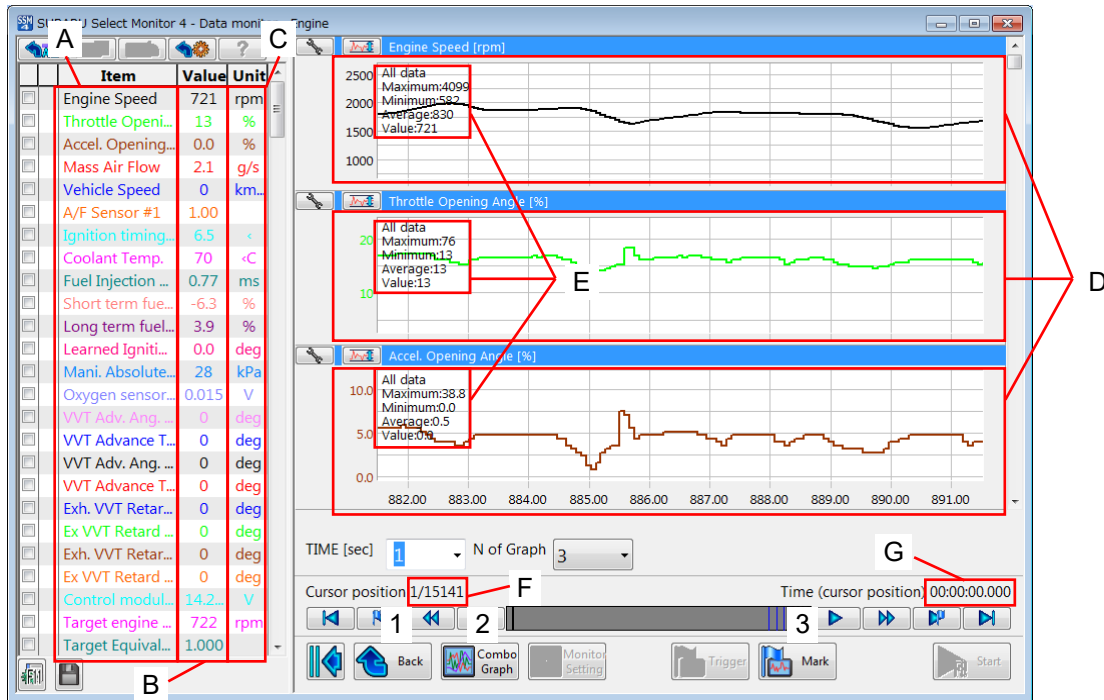 SUBARU Select Monitor 4 - Data monitor - Engine
A
C
Item Value Unit
Engine Speed 721 rpm
Throttle Openi... 13 %
Accel. Opening... 0.0 %
Mass Air Flow 2.1 g/s
Vehicle Speed 0 km...
A/F Sensor #1 1.00
Ignition timing... 6.5 ‹
Coolant Temp. 70 ‹C
Fuel Injection ... 0.77 ms
Short term fue... -6.3 %
Long term fuel... 3.9 %
Learned Igniti... 0.0 deg
Mani. Absolute... 28 kPa
Oxygen sensor... 0.015 V
VVT Adv. Ang. ... 0 deg
VVT Advance T... 0 deg
VVT Adv. Ang. ... 0 deg
VVT Advance T... 0 deg
Exh. VVT Retar... 0 deg
Ex VVT Retard ... 0 deg
Exh. VVT Retar... 0 deg
Ex VVT Retard ... 0 deg
Control modul... 14.2... V
Target engine ... 722 rpm
Target Equival... 1.000
B
Engine Speed [rpm]
2500
2000
1500
1000
All data
Maximum:4099
Minimum:582
Average:830
Value:721
Throttle Opening Angle [%]
20
10
All data
Maximum:76
Minimum:13
Average:13
Value:13
E
D
Accel. Opening Angle [%]
10.0
5.0
0.0
All data
Maximum:38.8
Minimum:0.0
Average:0.5
Value:0.0
882.00 883.00 884.00 885.00 886.00 887.00 888.00 889.00 890.00 891.00
TIME [sec] 1 N of Graph 3
G
Cursor position 1/15141 F Time (cursor position) 00:00:00.000
1 2 3
Back Combo Graph Monitor Setting Trigger Mark Start